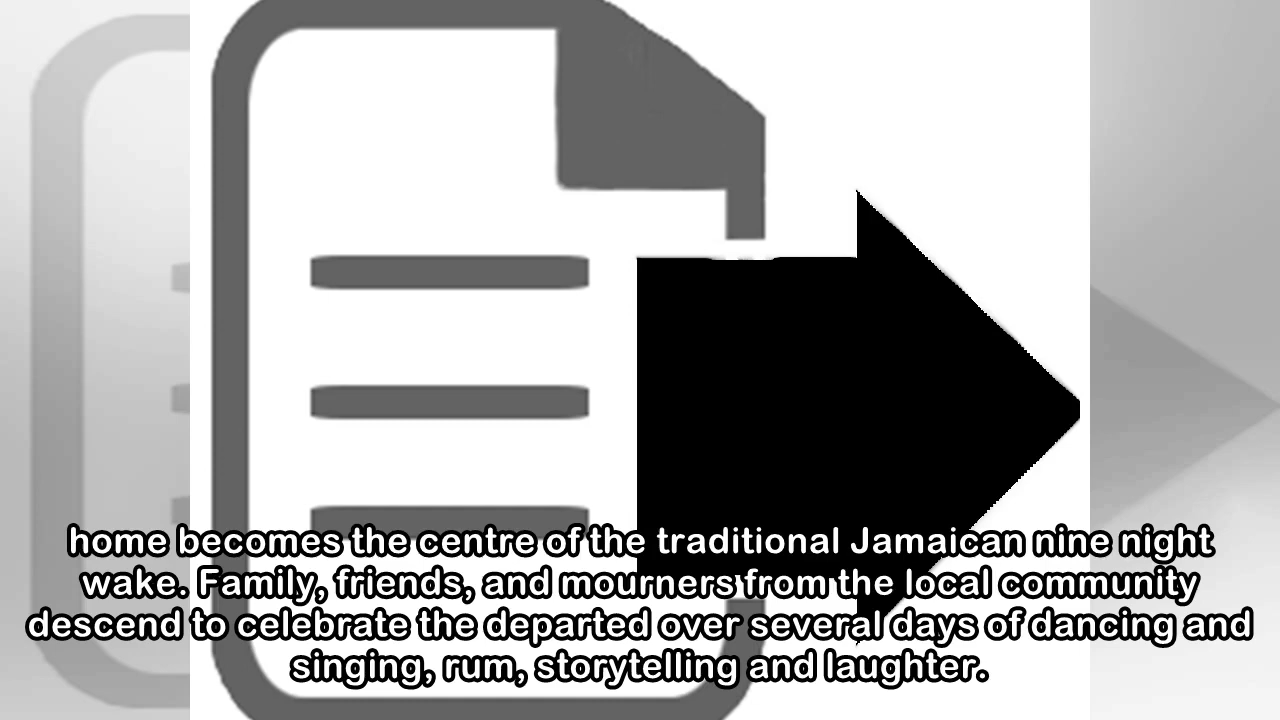 home becomes the centre of the traditional Jamaican nine night
wake. Family, friends, and mourners from the local community
descend to celebrate the departed over several days of dancing and
singing, rum, storytelling and laughter.